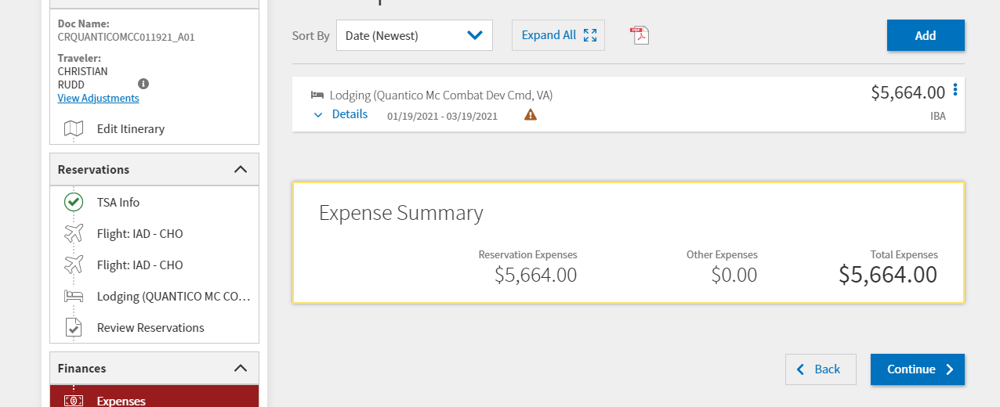 Doc Name:
CRQUANTICOMCC011921_A01
Traveler:
CHRISTIAN
RUDD
View Adjustments
Edit Itinerary
Reservations
TSA Info
Flight: IAD - CHO
Flight: IAD - CHO
Lodging (QUANTICO MC CO...
Review Reservations
Finances
Expenses
Sort By
Date (Newest)
Expand All
PDF
Add
Lodging (Quantico Mc Combat Dev Cmd, VA)
$5,664.00
Details
01/19/2021 - 03/19/2021
IBA
Expense Summary
Reservation Expenses
Other Expenses
Total Expenses
$5,664.00
$0.00
$5,664.00
Back
Continue